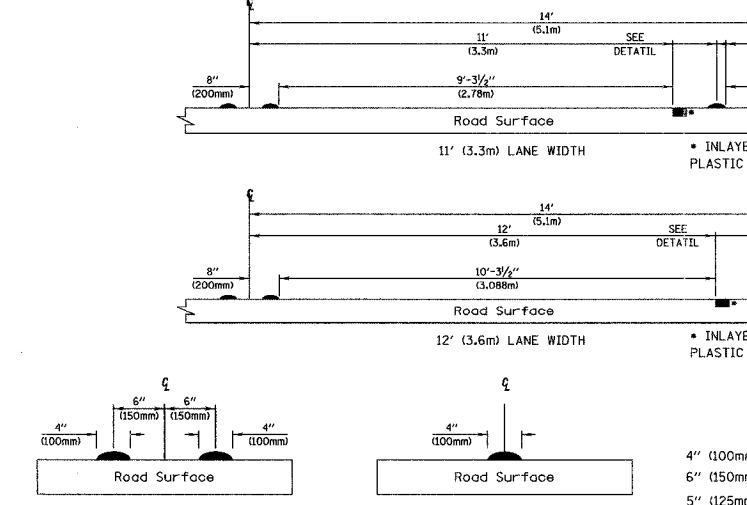 ℄
14'
(5.1m)
11'
(3.3m)
SEE
DETATIL
8"
(200mm)
9'-3½"
(2.78m)
Road Surface
*
11' (3.3m) LANE WIDTH
* INLAYE
PLASTIC
℄
14'
(5.1m)
12'
(3.6m)
SEE
DETATIL
8"
(200mm)
10'-3½"
(3.088m)
Road Surface
*
12' (3.6m) LANE WIDTH
* INLAYE
PLASTIC
℄
6" 6"
(150mm) (150mm)
4"
(100mm)
4"
(100mm)
Road Surface
℄
4"
(100mm)
Road Surface
4" (100mm
6" (150mm
5" (125mm